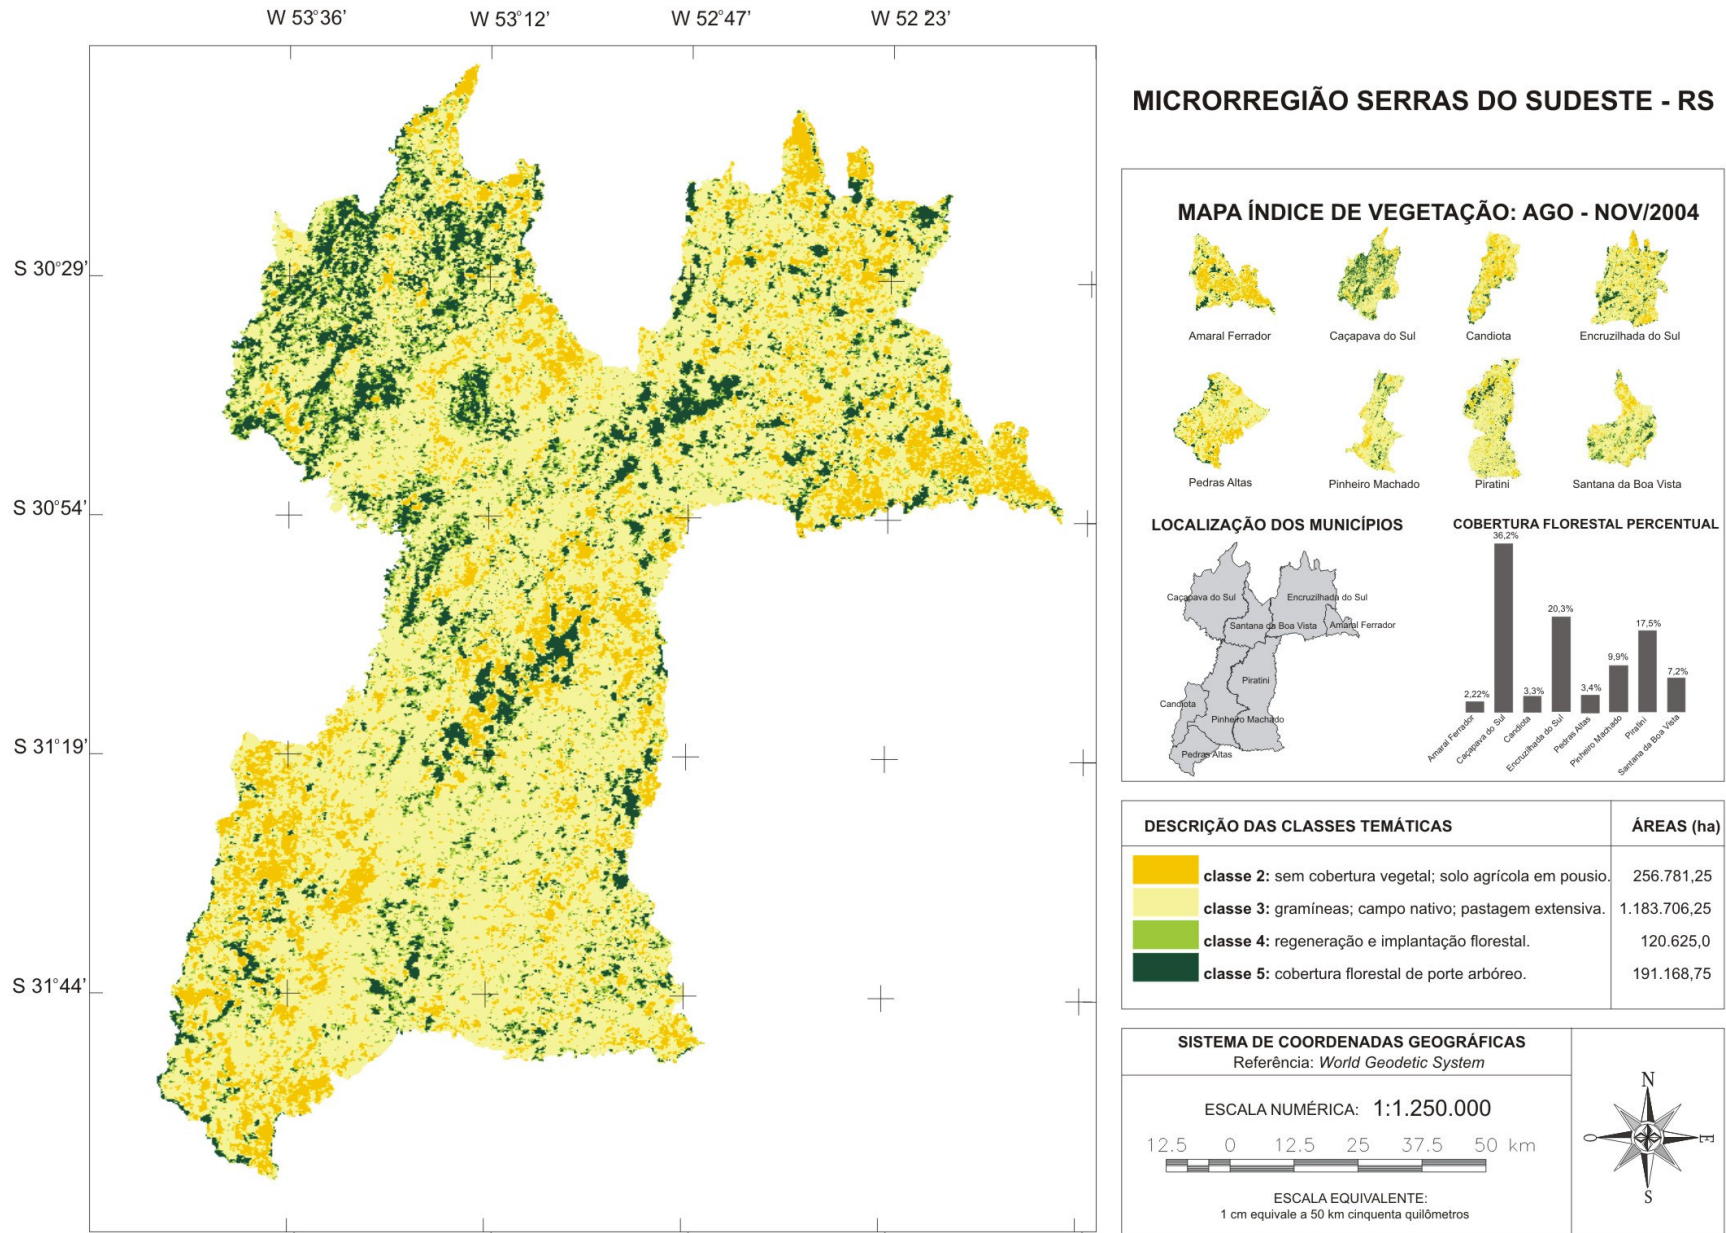 W 53°36’
W 53°12’
W 52°47’
W 52 23’
S 30°29’
S 30°54’
S 31°19’
S 31°44’
MICRORREGIÃO SERRAS DO SUDESTE - RS
MAPA ÍNDICE DE VEGETAÇÃO: AGO - NOV/2004
Amaral Ferrador
Caçapava do Sul
Candiota
Encruzilhada do Sul
Pedras Altas
Pinheiro Machado
Piratini
Santana da Boa Vista
LOCALIZAÇÃO DOS MUNICÍPIOS
Caçapava do Sul
Encruzilhada do Sul
Santana da Boa Vista
Amaral Ferrador
Piratini
Candiota
Pinheiro Machado
Pedras Altas
COBERTURA FLORESTAL PERCENTUAL
36,2%
20,3%
17,5%
9,9%
7,2%
2,22%
3,3%
3,4%
Amaral Ferrador
Caçapava do Sul
Candiota
Encruzilhada do Sul
Pedras Altas
Pinheiro Machado
Piratini
Santana da Boa Vista
DESCRIÇÃO DAS CLASSES TEMÁTICAS ÁREAS (ha)
classe 2: sem cobertura vegetal; solo agrícola em pousio. 256.781,25
classe 3: gramíneas; campo nativo; pastagem extensiva. 1.183.706,25
classe 4: regeneração e implantação florestal. 120.625,0
classe 5: cobertura florestal de porte arbóreo. 191.168,75
SISTEMA DE COORDENADAS GEOGRÁFICAS
Referência: World Geodetic System
ESCALA NUMÉRICA: 1:1.250.000
12.5 0 12.5 25 37.5 50 km
ESCALA EQUIVALENTE:
1 cm equivale a 50 km cinquenta quilômetros
N
O
E
S